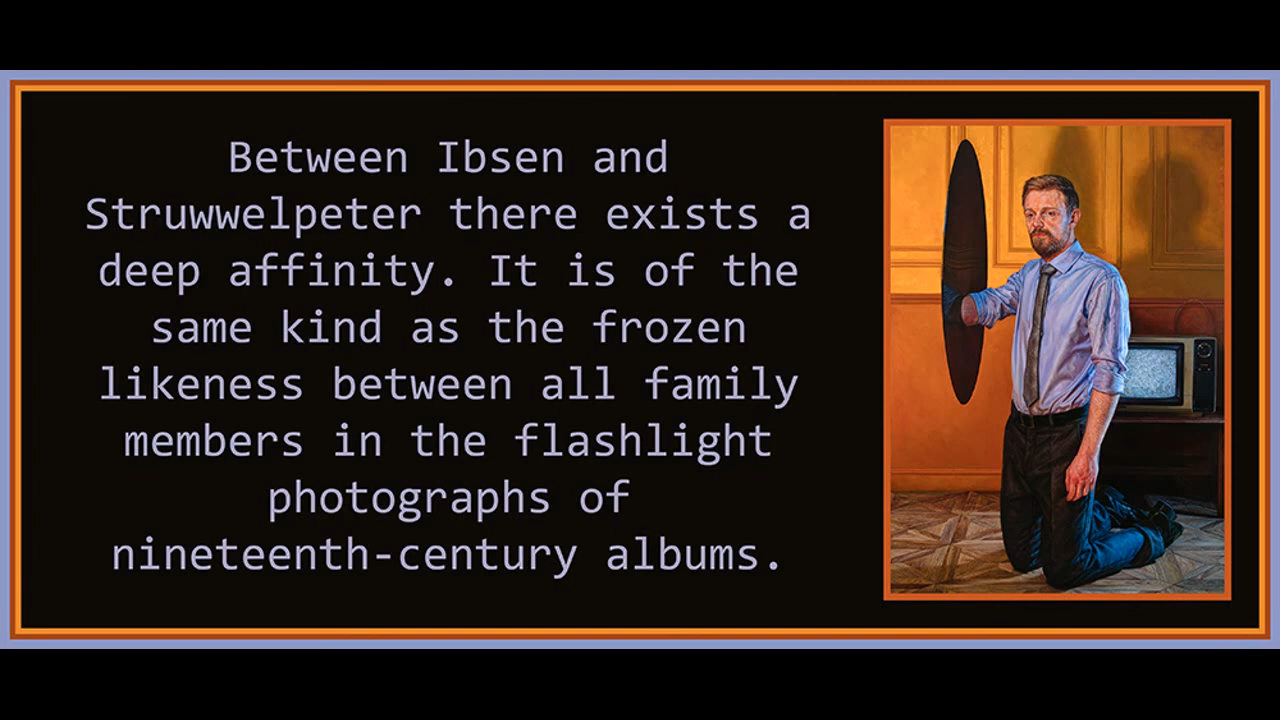 Between Ibsen and
Struwwelpeter there exists a
deep affinity. It is of the
same kind as the frozen
likeness between all family
members in the flashlight
photographs of
nineteenth-century albums.